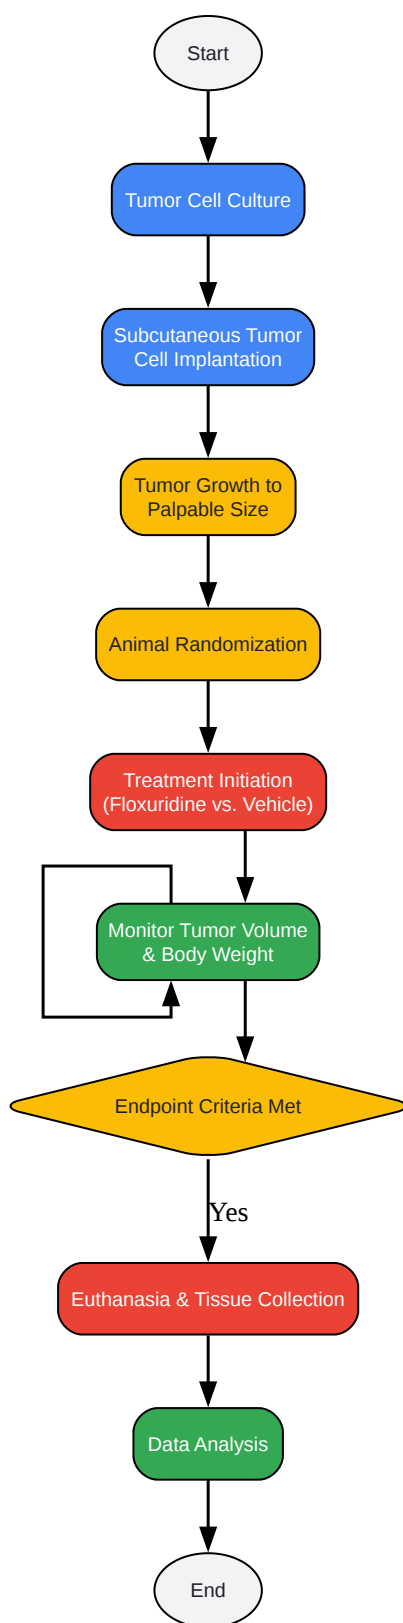 Start
Tumor Cell Culture
Subcutaneous Tumor
Cell Implantation
Tumor Growth to
Palpable Size
Animal Randomization
Treatment Initiation
(Floxuridine vs. Vehicle)
Monitor Tumor Volume
& Body Weight
Endpoint Criteria Met
Yes
Euthanasia & Tissue Collection
Data Analysis
End